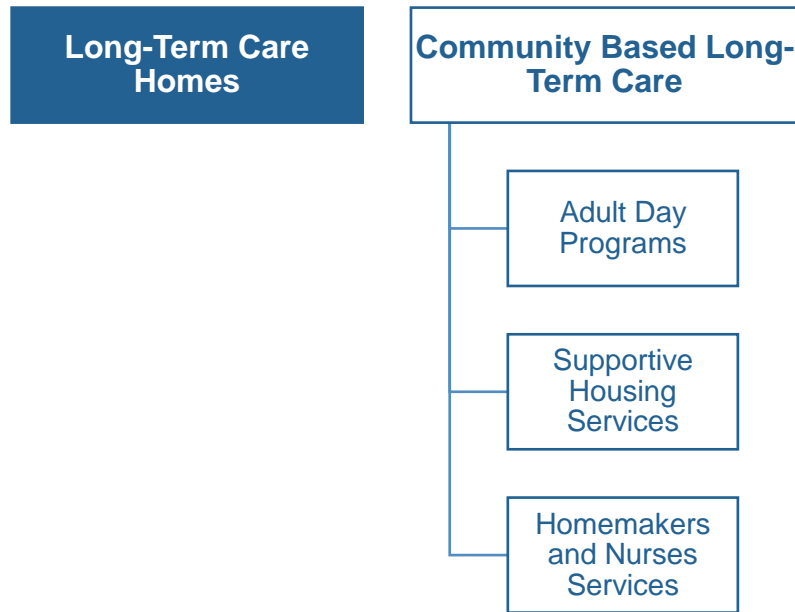 Long-Term Care
Homes
Community Based Long-
Term Care
Adult Day
Programs
Supportive
Housing
Services
Homemakers
and Nurses
Services